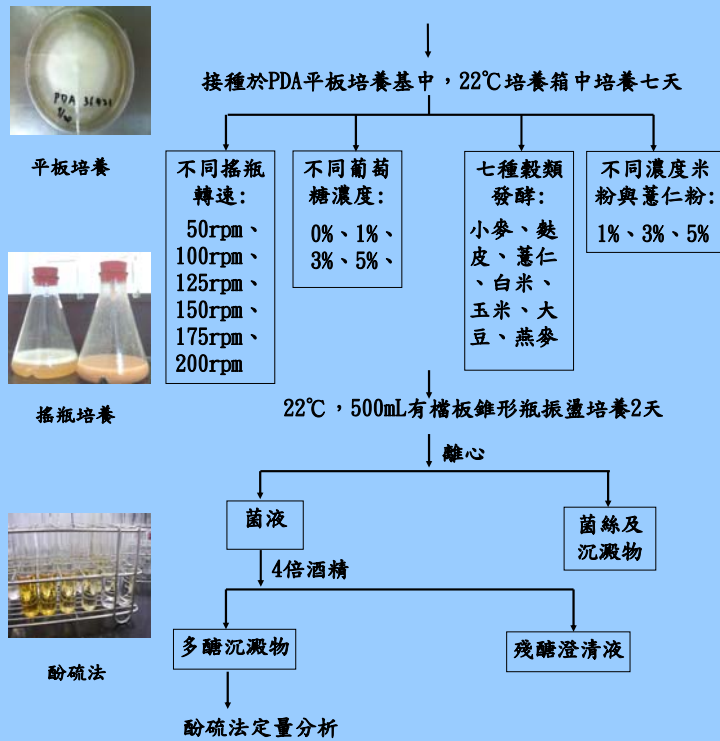 接種於PDA平板培養基中，22℃培養箱中培養七天
平板培養
不同搖瓶
轉速:
50rpm、
100rpm、
125rpm、
150rpm、
175rpm、
200rpm
不同葡萄
糖濃度:
0%、1%、
3%、5%、
七種穀類
發酵:
小麥、麩
皮、薏仁
、白米、
玉米、大
豆、燕麥
不同濃度米
粉與薏仁粉:
1%、3%、5%
搖瓶培養
22℃，500mL有檔板錐形瓶振盪培養2天
離心
菌液
菌絲及
沉澱物
4倍酒精
多醣沉澱物
殘醣澄清液
酚硫法
酚硫法定量分析
PDA